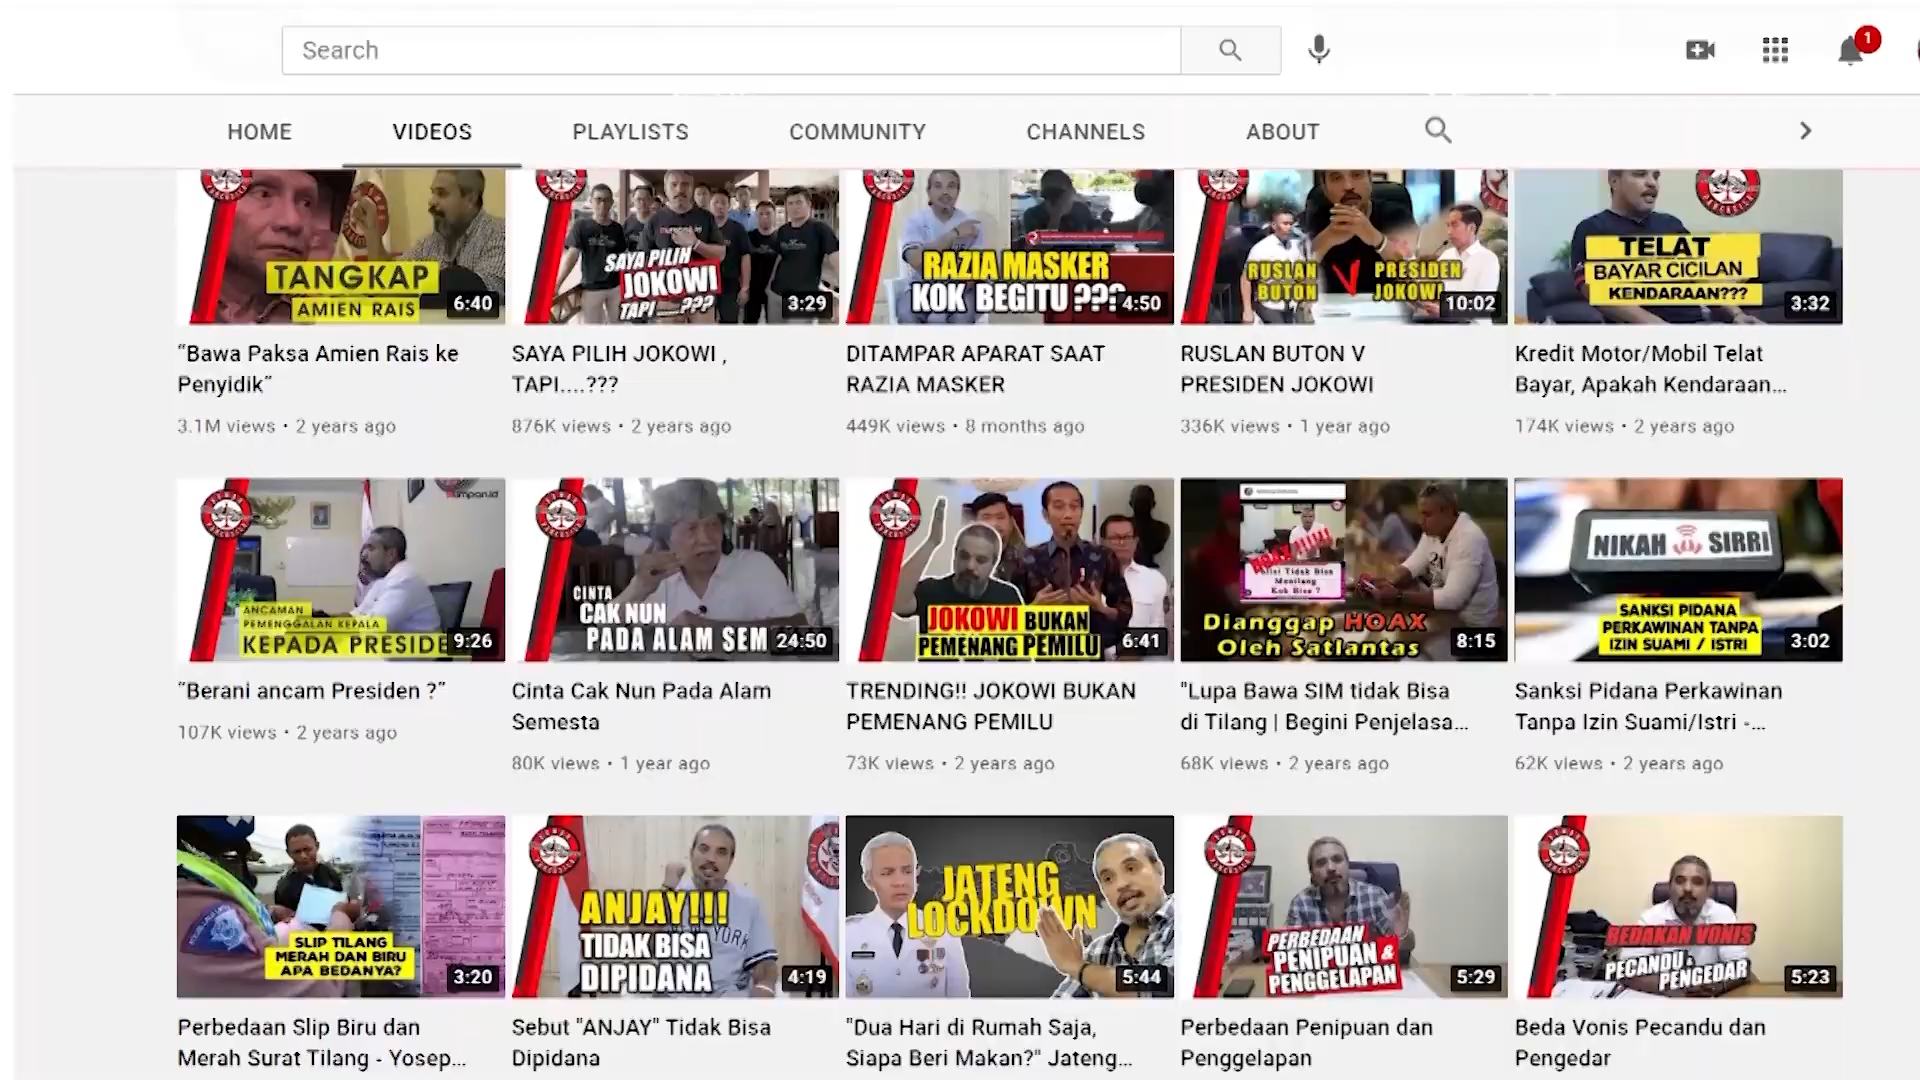 Search
1
HOME VIDEOS PLAYLISTS COMMUNITY CHANNELS ABOUT
TANGKAP
AMIEN RAIS
6:40
"Bawa Paksa Amien Rais ke
Penyidik"
3.1M views • 2 years ago
SAYA PILIH
JOKOWI
TAPI.....???
3:29
SAYA PILIH JOKOWI ,
TAPI....???
876K views • 2 years ago
RAZIA MASKER
KOK BEGITU ???
4:50
DITAMPAR APARAT SAAT
RAZIA MASKER
449K views • 8 months ago
RUSLAN
BUTON
V
PRESIDEN
JOKOWI
10:02
RUSLAN BUTON V
PRESIDEN JOKOWI
336K views • 1 year ago
TELAT
BAYAR CICILAN
KENDARAAN???
3:32
Kredit Motor/Mobil Telat
Bayar, Apakah Kendaraan...
174K views • 2 years ago
ANCAMAN
PEMENGGALAN KEPALA
KEPADA PRESIDE
9:26
"Berani ancam Presiden ?"
107K views • 2 years ago
CINTA
CAK NUN
PADA ALAM SEM
24:50
Cinta Cak Nun Pada Alam
Semesta
80K views • 1 year ago
JOKOWI BUKAN
PEMENANG PEMILU
6:41
TRENDING!! JOKOWI BUKAN
PEMENANG PEMILU
73K views • 2 years ago
Polisi Tidak Bisa
Menilang
Kok Bisa ?
Dianggap HOAX
Oleh Satlantas
8:15
"Lupa Bawa SIM tidak Bisa
di Tilang | Begini Penjelasa...
68K views • 2 years ago
NIKAH SIRRI
SANKSI PIDANA
PERKAWINAN TANPA
IZIN SUAMI / ISTRI
3:02
Sanksi Pidana Perkawinan
Tanpa Izin Suami/Istri -...
62K views • 2 years ago
SLIP TILANG
MERAH DAN BIRU
APA BEDANYA?
3:20
Perbedaan Slip Biru dan
Merah Surat Tilang - Yosep...
ANJAY!!!
TIDAK BISA
DIPIDANA
4:19
Sebut "ANJAY" Tidak Bisa
Dipidana
JATENG
LOCKDOWN
5:44
"Dua Hari di Rumah Saja,
Siapa Beri Makan?" Jateng...
PERBEDAAN
PENIPUAN &
PENGGELAPAN
5:29
Perbedaan Penipuan dan
Penggelapan
BEDAKAN VONIS
PECANDU &
PENGEDAR
5:23
Beda Vonis Pecandu dan
Pengedar